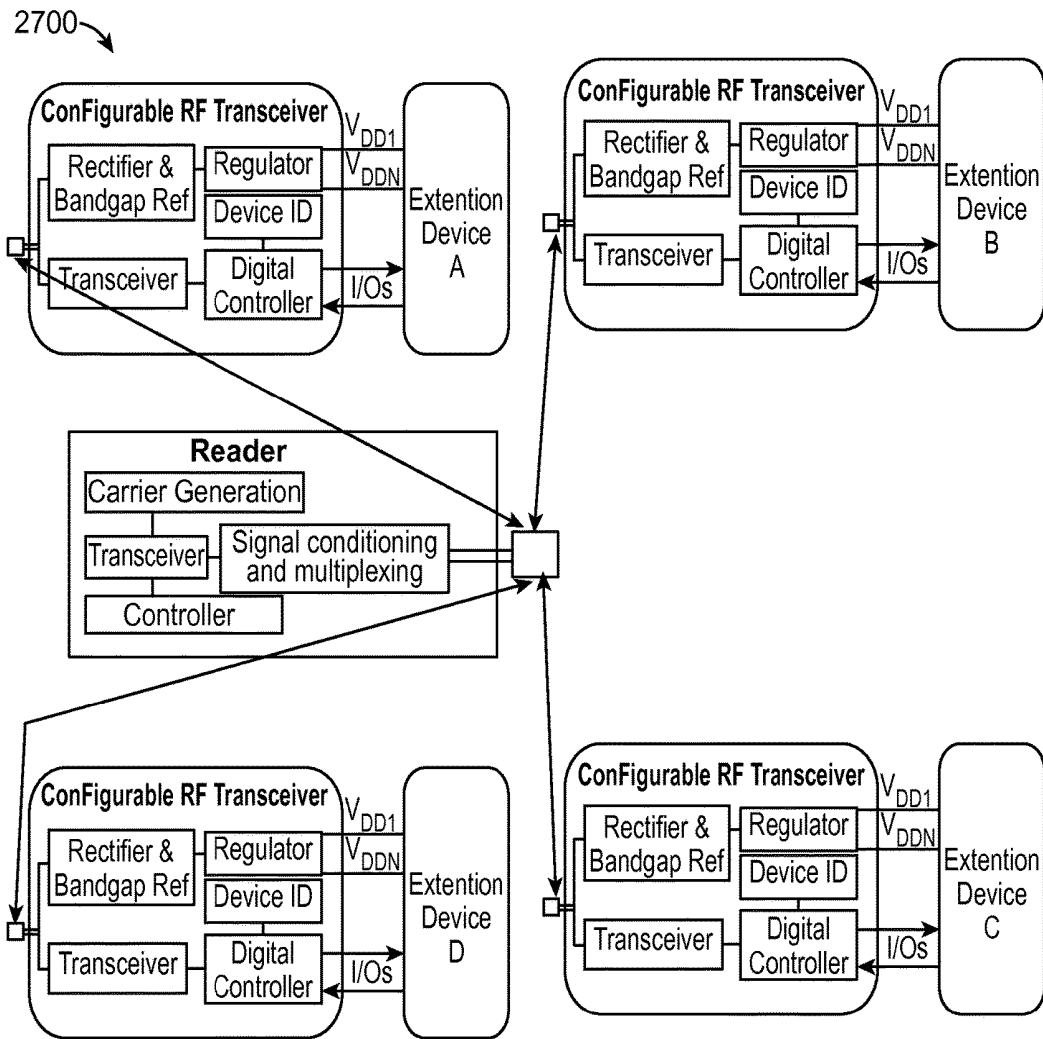 2700
ConFigurable RF Transceiver
Rectifier &
Bandgap Ref
Regulator
Device ID
Transceiver
Digital
Controller
VDD1
VDDN
I/Os
Extention
Device
A
ConFigurable RF Transceiver
Rectifier &
Bandgap Ref
Regulator
Device ID
Transceiver
Digital
Controller
VDD1
VDDN
I/Os
Extention
Device
B
Reader
Carrier Generation
Transceiver
Signal conditioning
and multiplexing
Controller
ConFigurable RF Transceiver
Rectifier &
Bandgap Ref
Regulator
Device ID
Transceiver
Digital
Controller
VDD1
VDDN
I/Os
Extention
Device
D
ConFigurable RF Transceiver
Rectifier &
Bandgap Ref
Regulator
Device ID
Transceiver
Digital
Controller
VDD1
VDDN
I/Os
Extention
Device
C